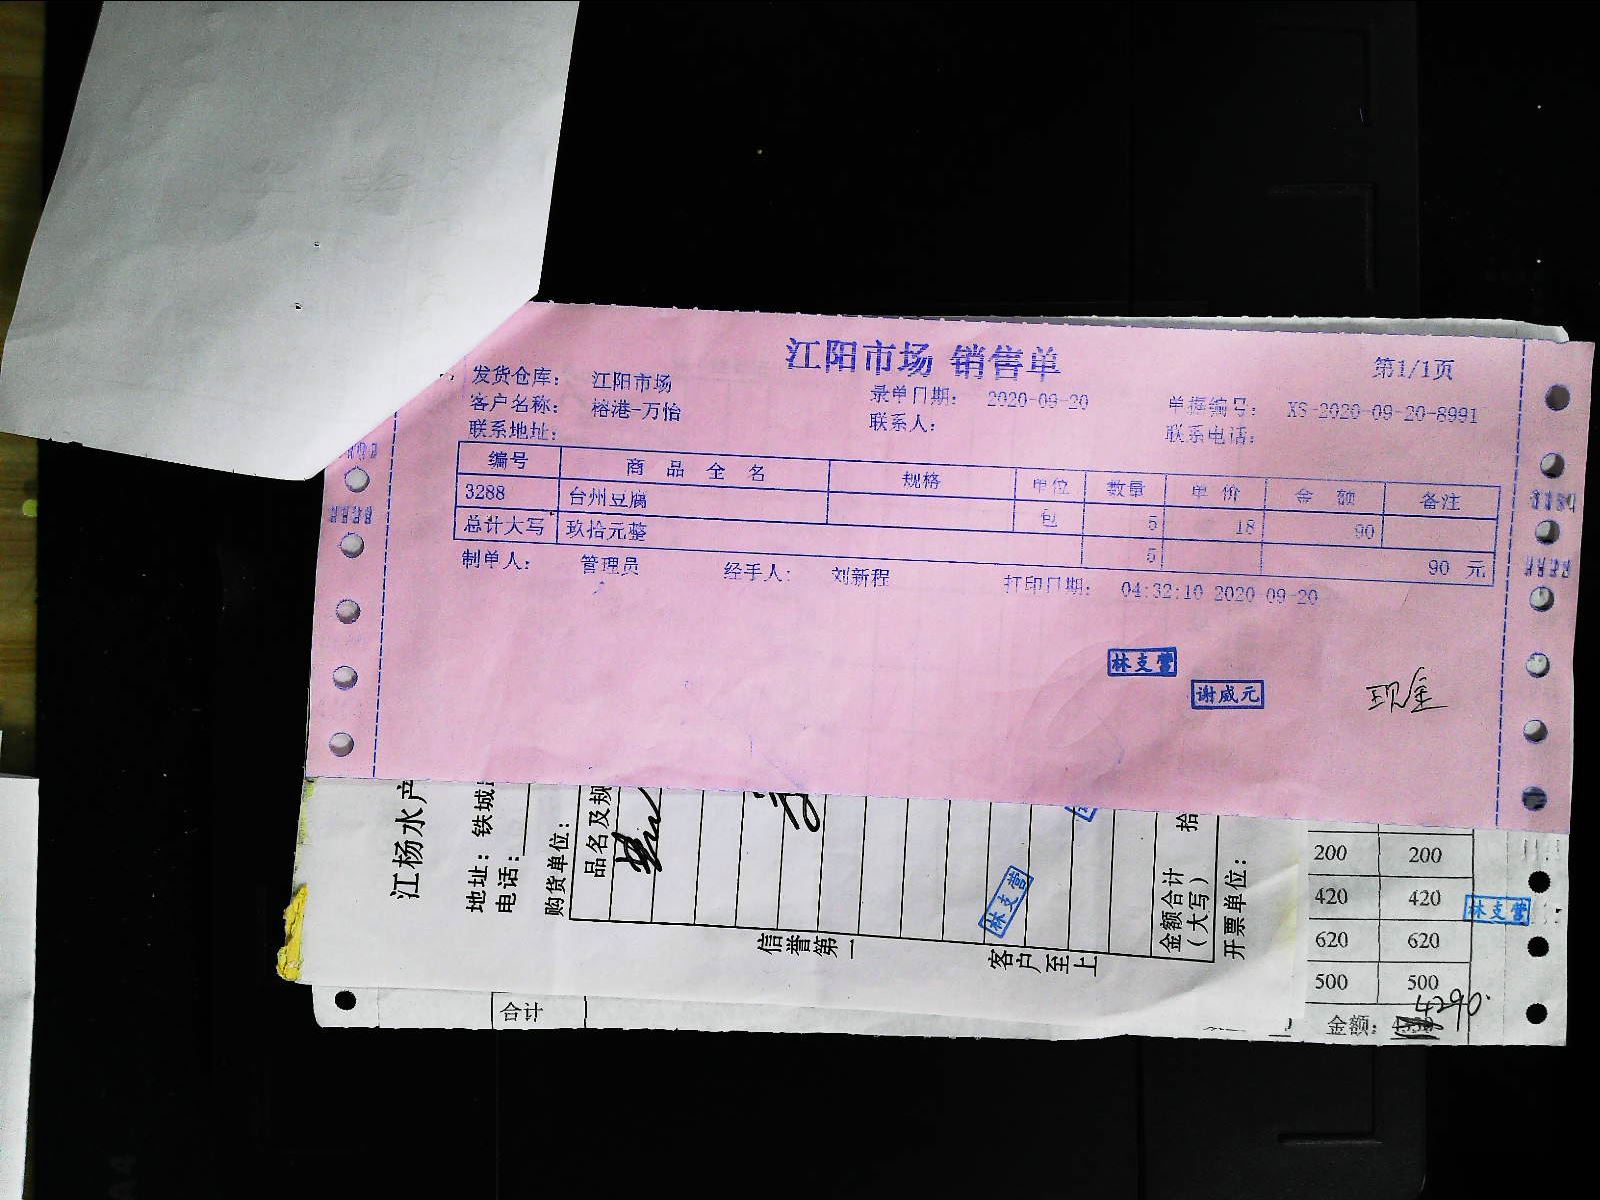 江阳市场 销售单
第1/1页
发货仓库： 江阳市场 录单日期： 2020-09-20 单据编号： XS-2020-09-20-8991
客户名称： 榕港-万怡 联系人： 联系电话：
联系地址：
编号 商品全名 规格 单位 数量 单价 金额 备注
3288 台州豆腐 包 5 18 90
总计大写 玖拾元整 5 90 元
制单人： 管理员 经手人： 刘新程 打印日期： 04:32:10 2020-09-20
林支营
谢威元
现金
江杨水产
地址：铁城
电话：
购货单位：
品名及规
信誉第一
客户至上
林支营
金额合计
（大写）
拾
开票单位：
200 200
420 420
620 620
500 500
林支营
合计
金额：
4290